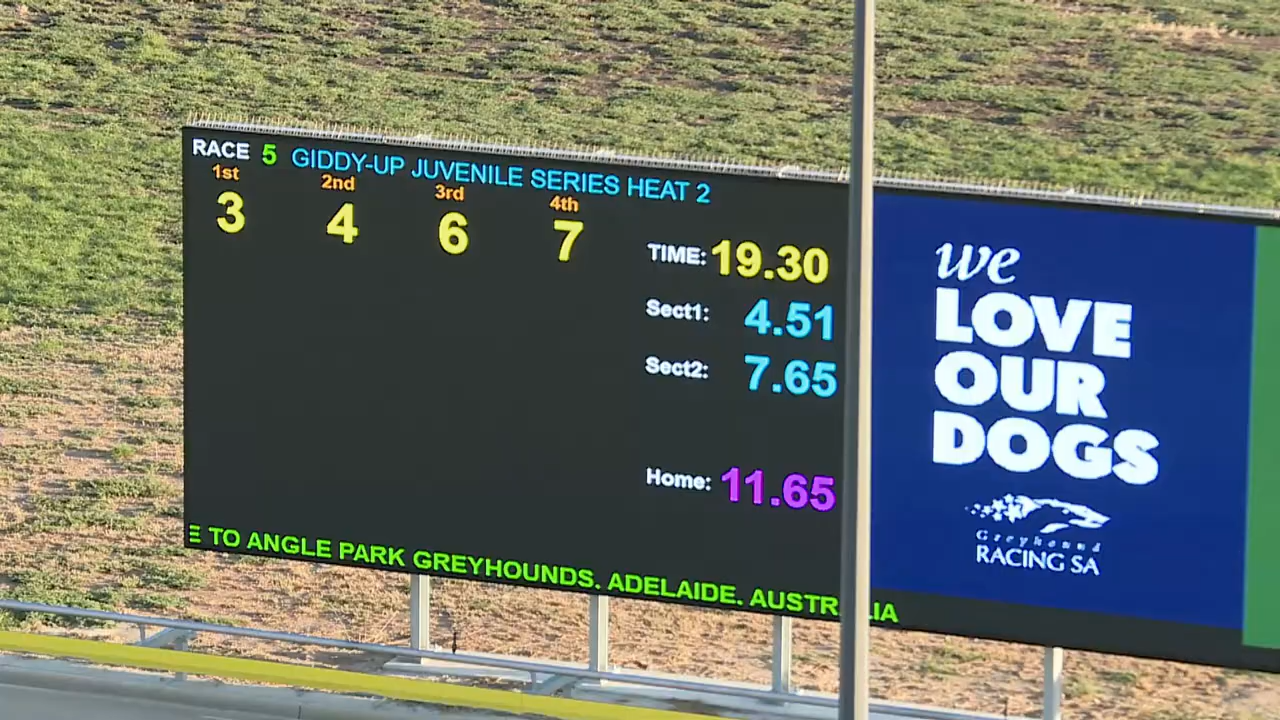 RACE 5 GIDDY-UP JUVENILE SERIES HEAT 2
1st 2nd 3rd 4th
3 4 6 7
TIME: 19.30
Sect1: 4.51
Sect2: 7.65
Home: 11.65
TO ANGLE PARK GREYHOUNDS. ADELAIDE. AUSTR IA
we
LOVE
OUR
DOGS
Greyhound
RACING SA